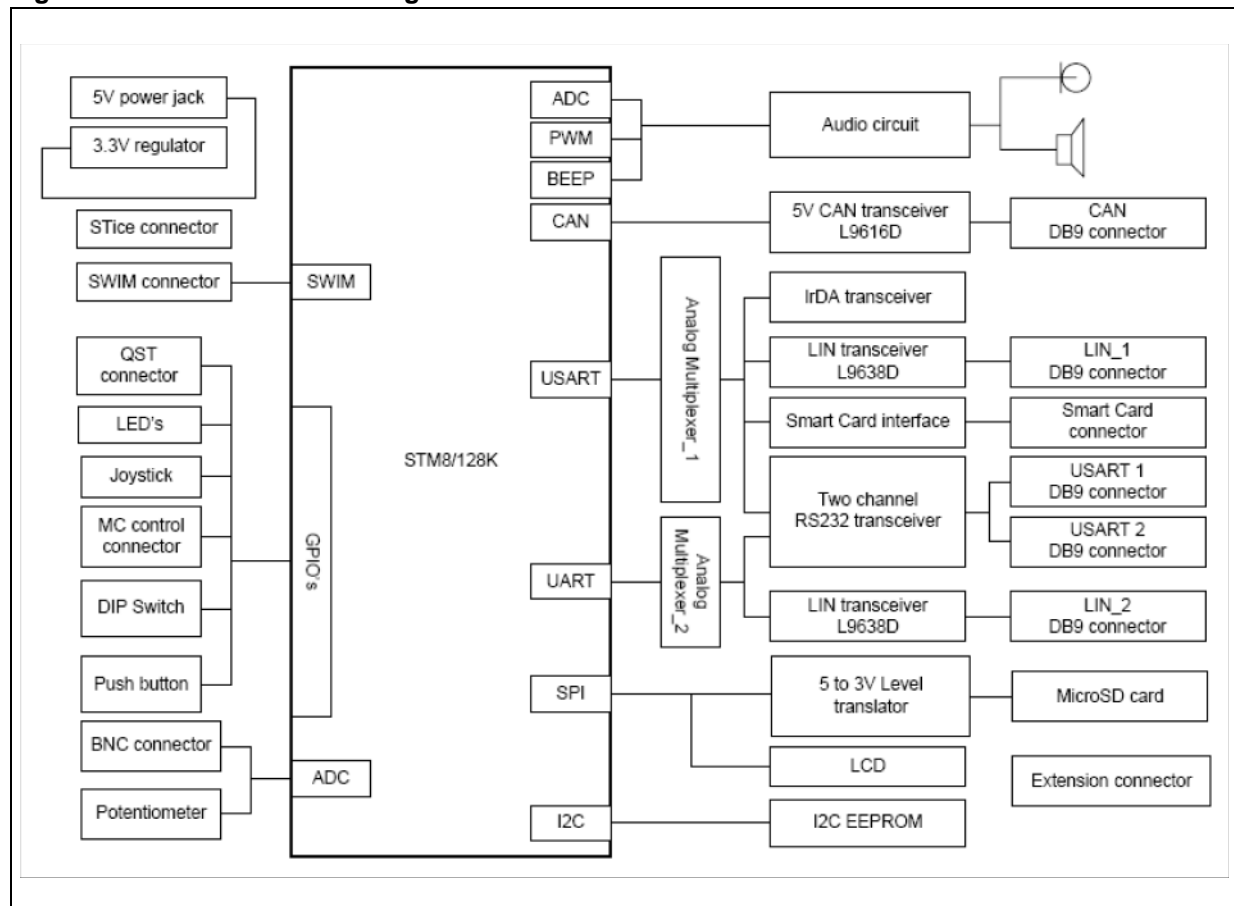 5V power jack
3.3V regulator
STice connector
SWIM connector
QST
connector
LED's
Joystick
MC control
connector
DIP Switch
Push button
BNC connector
Potentiometer
SWIM
GPIO's
ADC
STM8/128K
ADC
PWM
BEEP
CAN
USART
UART
SPI
I2C
Analog Multiplexer_1
Analog
Multiplexer_2
Audio circuit
5V CAN transceiver
L9616D
CAN
DB9 connector
IrDA transceiver
LIN transceiver
L9638D
LIN_1
DB9 connector
Smart Card interface
Smart Card
connector
Two channel
RS232 transceiver
USART 1
DB9 connector
USART 2
DB9 connector
LIN transceiver
L9638D
LIN_2
DB9 connector
5 to 3V Level
translator
MicroSD card
LCD
Extension connector
I2C EEPROM